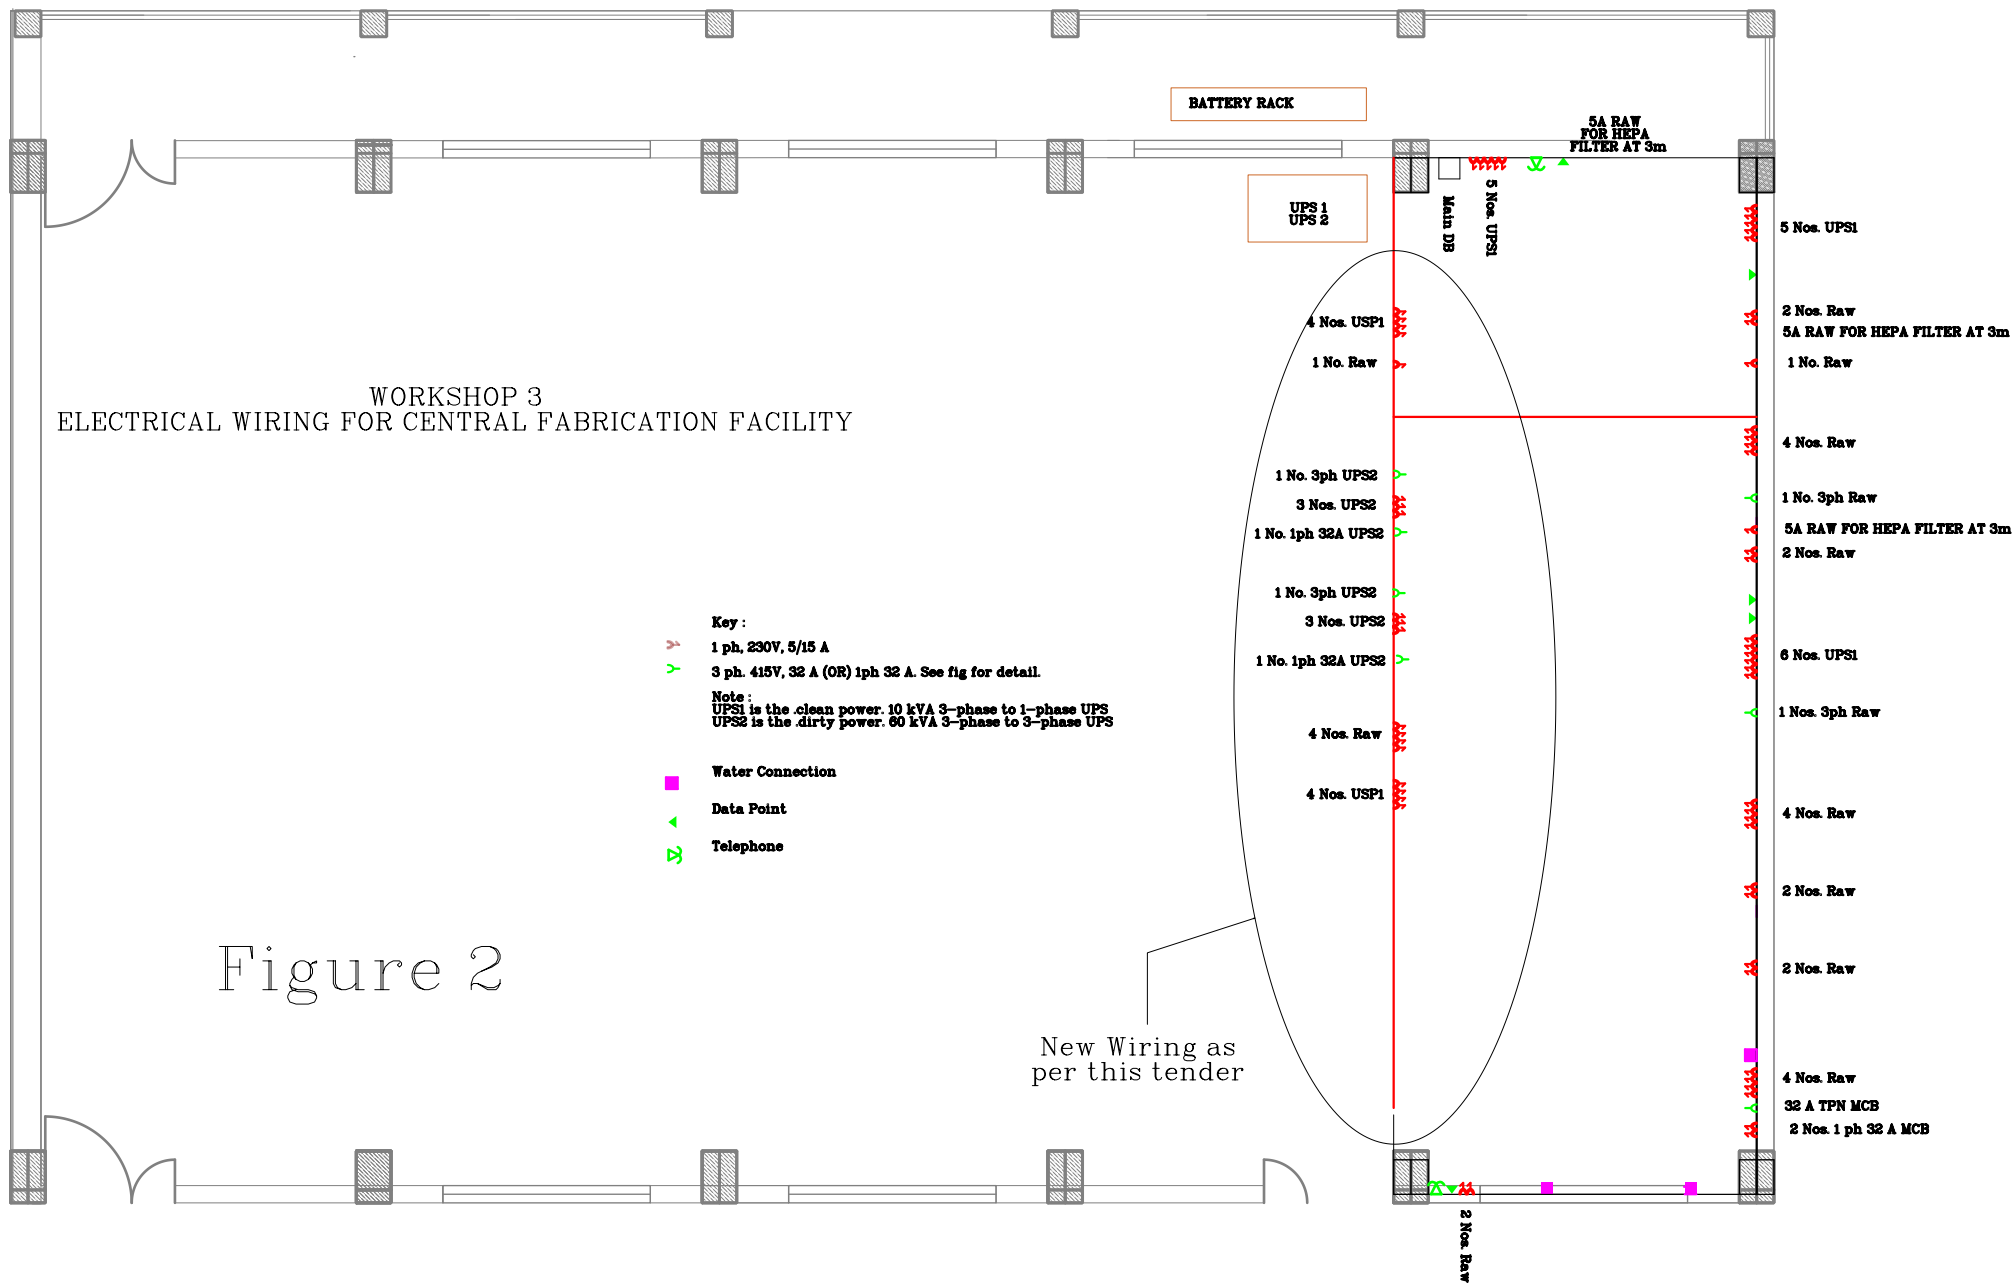 BATTERY RACK
5A RAW
FOR HEPA
FILTER AT 3m
UPS 1
UPS 2
Main DB
5 Nos. UPS1
5 Nos. UPS1
2 Nos. Raw
5A RAW FOR HEPA FILTER AT 3m
1 No. Raw
4 Nos. USP1
1 No. Raw
WORKSHOP 3
ELECTRICAL WIRING FOR CENTRAL FABRICATION FACILITY
4 Nos. Raw
1 No. 3ph Raw
5A RAW FOR HEPA FILTER AT 3m
2 Nos. Raw
1 No. 3ph UPS2
3 Nos. UPS2
1 No. 1ph 32A UPS2
1 No. 3ph UPS2
3 Nos. UPS2
1 No. 1ph 32A UPS2
6 Nos. UPS1
1 Nos. 3ph Raw
Key :
1 ph, 230V, 5/15 A
3 ph. 415V, 32 A (OR) 1ph 32 A. See fig for detail.
Note :
UPS1 is the .clean power. 10 kVA 3-phase to 1-phase UPS
UPS2 is the .dirty power. 60 kVA 3-phase to 3-phase UPS
Water Connection
Data Point
Telephone
4 Nos. Raw
4 Nos. USP1
4 Nos. Raw
2 Nos. Raw
2 Nos. Raw
Figure 2
New Wiring as
per this tender
4 Nos. Raw
32 A TPN MCB
2 Nos. 1 ph 32 A MCB
2 Nos. Raw